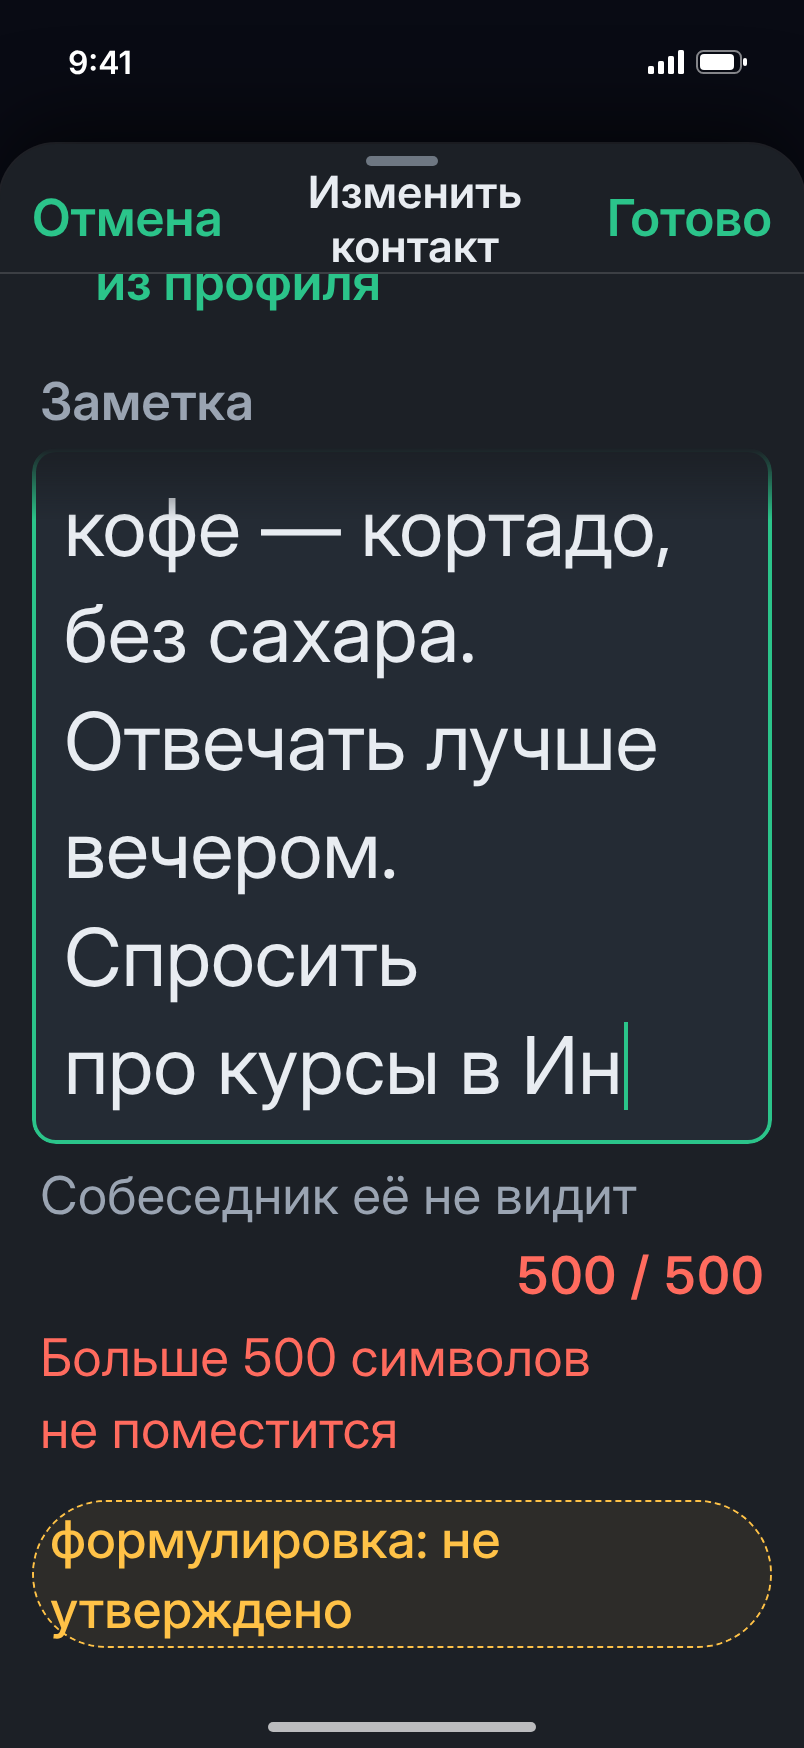 9:41
Отмена
Изменить
контакт
Готово
из профиля
Заметка
кофе — кортадо,
без сахара.
Отвечать лучше
вечером.
Спросить
про курсы в Ин
Собеседник её не видит
500 / 500
Больше 500 символов
не поместится
формулировка: не
утверждено